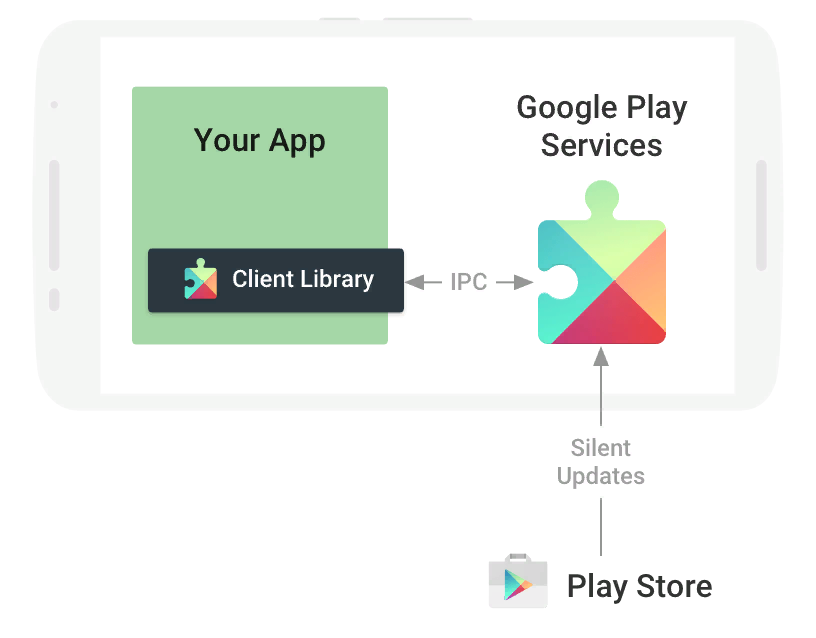 Your App
Google Play
Services
Client Library
IPC
Silent
Updates
Play Store